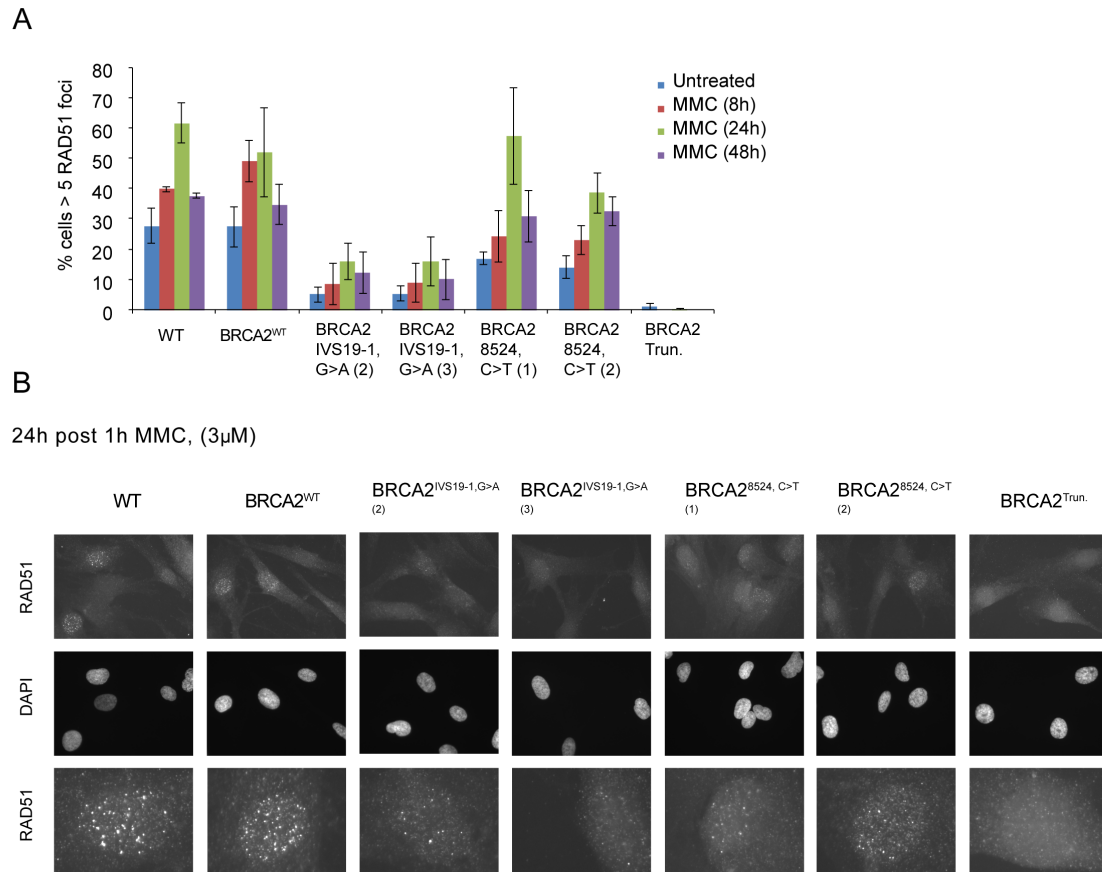 A
% cells > 5 RAD51 foci
80
70
60
50
40
30
20
10
0
Untreated
MMC (8h)
MMC (24h)
MMC (48h)
WT
BRCA2WT
BRCA2
IVS19-1,
G>A (2)
BRCA2
IVS19-1,
G>A (3)
BRCA2
8524,
C>T (1)
BRCA2
8524,
C>T (2)
BRCA2
Trun.
B
24h post 1h MMC, (3µM)
WT
BRCA2WT
BRCA2IVS19-1,G>A
(2)
BRCA2IVS19-1,G>A
(3)
BRCA28524, C>T
(1)
BRCA28524, C>T
(2)
BRCA2Trun.
RAD51
DAPI
RAD51